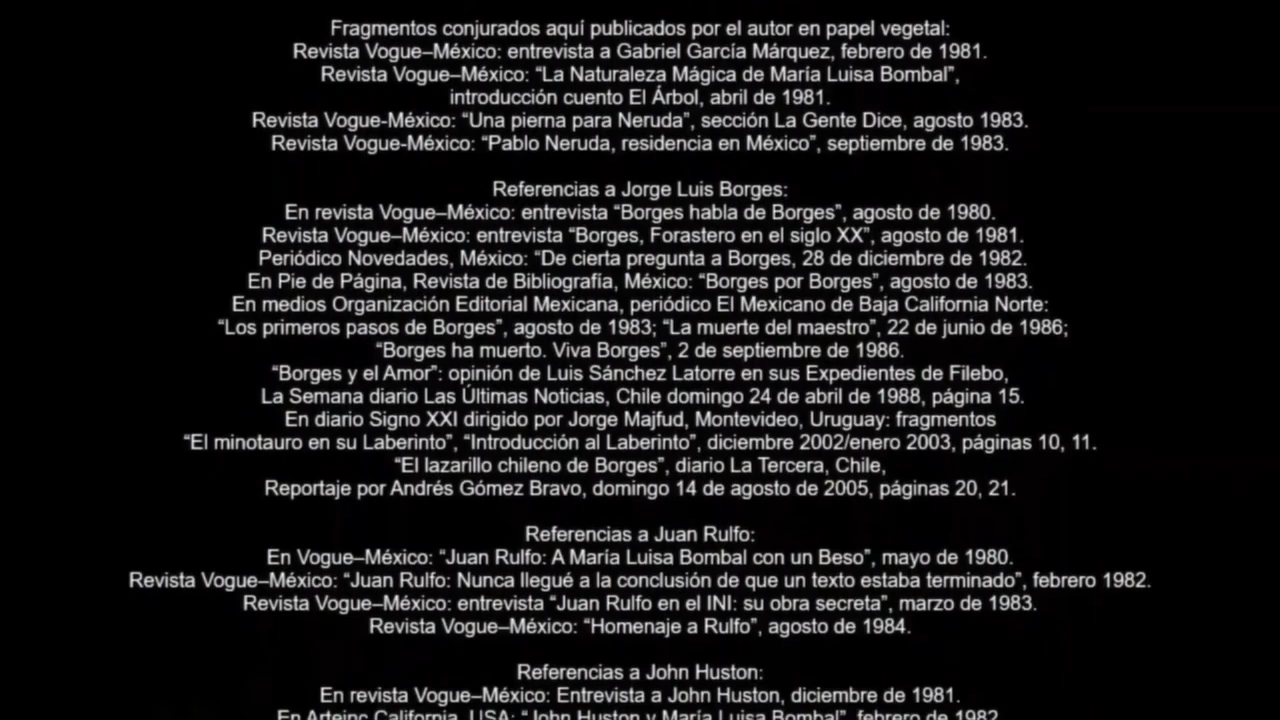 Fragmentos conjurados aquí publicados por el autor en papel vegetal:
Revista Vogue–México: entrevista a Gabriel García Márquez, febrero de 1981.
Revista Vogue–México: “La Naturaleza Mágica de María Luisa Bombal”,
introducción cuento El Árbol, abril de 1981.
Revista Vogue-México: “Una pierna para Neruda”, sección La Gente Dice, agosto 1983.
Revista Vogue-México: “Pablo Neruda, residencia en México”, septiembre de 1983.
Referencias a Jorge Luis Borges:
En revista Vogue–México: entrevista “Borges habla de Borges”, agosto de 1980.
Revista Vogue–México: entrevista “Borges, Forastero en el siglo XX”, agosto de 1981.
Periódico Novedades, México: “De cierta pregunta a Borges, 28 de diciembre de 1982.
En Pie de Página, Revista de Bibliografía, México: “Borges por Borges”, agosto de 1983.
En medios Organización Editorial Mexicana, periódico El Mexicano de Baja California Norte:
“Los primeros pasos de Borges”, agosto de 1983; “La muerte del maestro”, 22 de junio de 1986;
“Borges ha muerto. Viva Borges”, 2 de septiembre de 1986.
“Borges y el Amor”: opinión de Luis Sánchez Latorre en sus Expedientes de Filebo,
La Semana diario Las Últimas Noticias, Chile domingo 24 de abril de 1988, página 15.
En diario Signo XXI dirigido por Jorge Majfud, Montevideo, Uruguay: fragmentos
“El minotauro en su Laberinto”, “Introducción al Laberinto”, diciembre 2002/enero 2003, páginas 10, 11.
“El lazarillo chileno de Borges”, diario La Tercera, Chile,
Reportaje por Andrés Gómez Bravo, domingo 14 de agosto de 2005, páginas 20, 21.
Referencias a Juan Rulfo:
En Vogue–México: “Juan Rulfo: A María Luisa Bombal con un Beso”, mayo de 1980.
Revista Vogue–México: “Juan Rulfo: Nunca llegué a la conclusión de que un texto estaba terminado”, febrero 1982.
Revista Vogue–México: entrevista “Juan Rulfo en el INI: su obra secreta”, marzo de 1983.
Revista Vogue–México: “Homenaje a Rulfo”, agosto de 1984.
Referencias a John Huston:
En revista Vogue–México: Entrevista a John Huston, diciembre de 1981.
En Arteinc California, USA: “John Huston y María Luisa Bombal”, febrero de 1982.